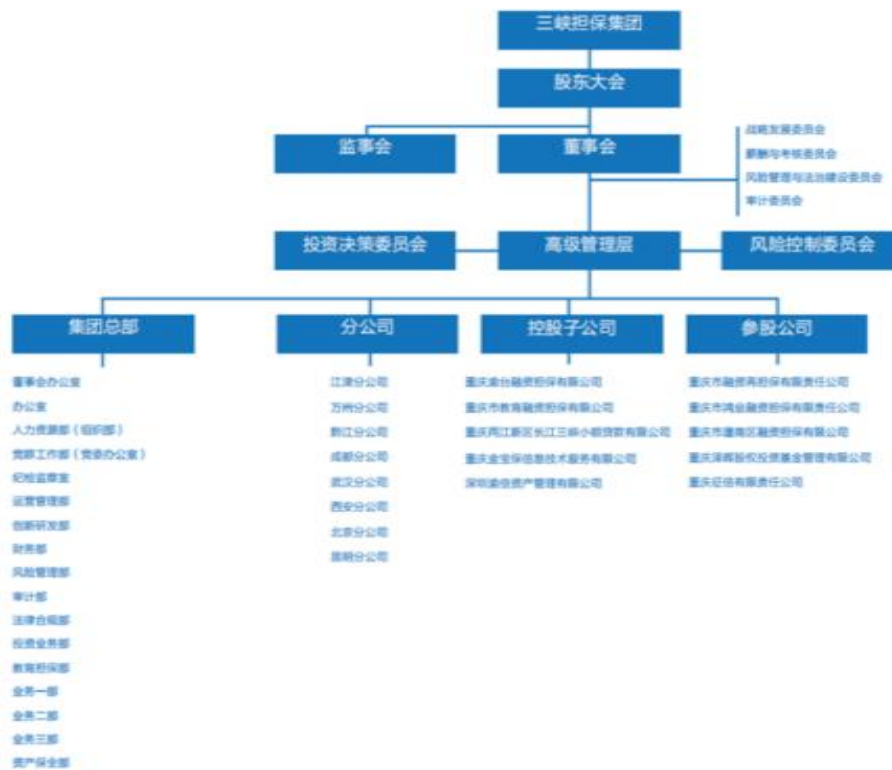 三峡担保集团
股东大会
监事会
董事会
战略发展委员会
薪酬与考核委员会
风险管理与法治建设委员会
审计委员会
投资决策委员会
高级管理层
风险控制委员会
集团总部
分公司
控股子公司
参股公司
董事会办公室
办公室
人力资源部（组织部）
党群工作部（党委办公室）
纪检监察室
运营管理部
创新研发部
财务部
风险管理部
审计部
法律合规部
投资业务部
教育担保部
业务一部
业务二部
业务三部
资产保全部
江津分公司
万州分公司
黔江分公司
成都分公司
武汉分公司
西安分公司
北京分公司
昆明分公司
重庆渝台融资担保有限公司
重庆市教育融资担保有限公司
重庆两江新区长江三峡小额贷款有限公司
重庆金宝保信息技术服务有限公司
深圳渝信资产管理有限公司
重庆市融资再担保有限责任公司
重庆市鸿业融资担保有限责任公司
重庆市潼南区融资担保有限公司
重庆泽晖股权投资基金管理有限公司
重庆征信有限责任公司